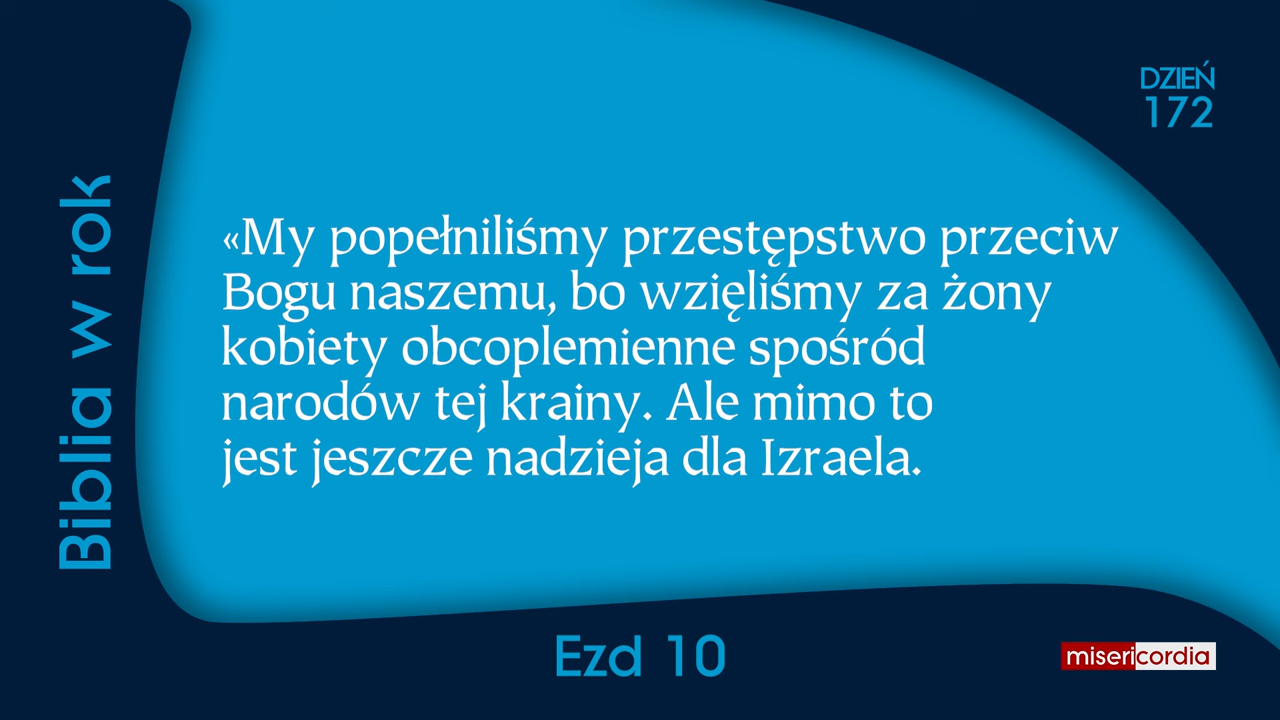 DZIEŃ
172
Biblia w rok
«My popełniliśmy przestępstwo przeciw
Bogu naszemu, bo wzięliśmy za żony
kobiety obcoplemienne spośród
narodów tej krainy. Ale mimo to
jest jeszcze nadzieja dla Izraela.
Ezd 10
misericordia